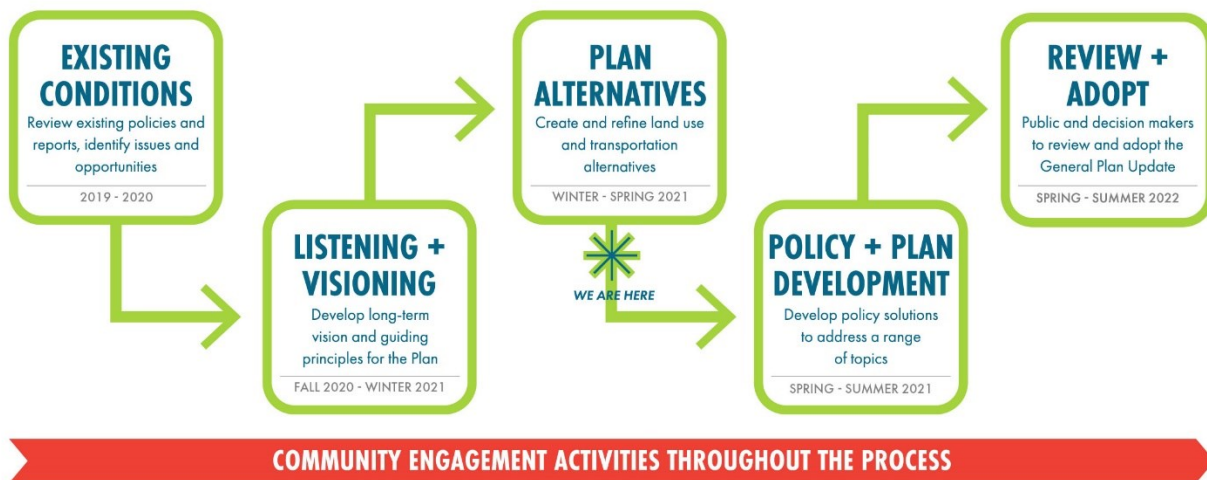 EXISTING
CONDITIONS
Review existing policies and
reports, identify issues and
opportunities
2019 - 2020
LISTENING +
VISIONING
Develop long-term
vision and guiding
principles for the Plan
FALL 2020 - WINTER 2021
PLAN
ALTERNATIVES
Create and refine land use
and transportation
alternatives
WINTER - SPRING 2021
WE ARE HERE
POLICY + PLAN
DEVELOPMENT
Develop policy solutions
to address a range
of topics
SPRING - SUMMER 2021
REVIEW +
ADOPT
Public and decision makers
to review and adopt the
General Plan Update
SPRING - SUMMER 2022
COMMUNITY ENGAGEMENT ACTIVITIES THROUGHOUT THE PROCESS